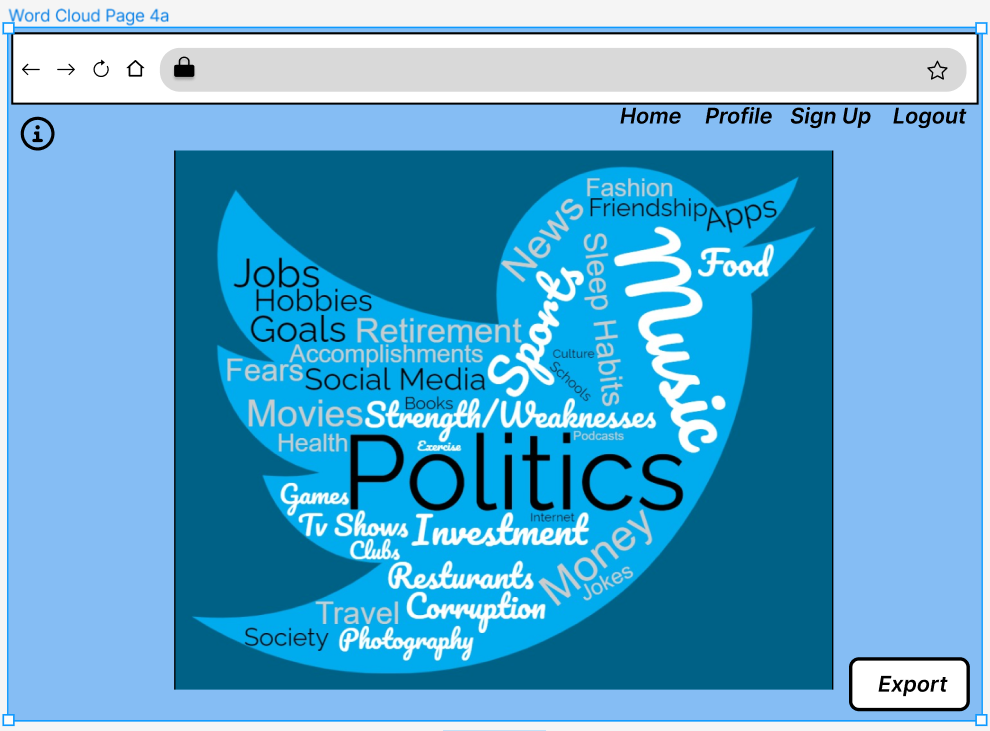 Word Cloud Page 4a
Home Profile Sign Up Logout
Fashion
Friendship
Apps
News
Music
Food
Sleep Habits
Sports
Jobs
Hobbies
Goals
Retirement
Accomplishments
Culture
Fears
Social Media
Schools
Books
Movies
Strength/Weaknesses
Health
Exercise
Podcasts
Politics
Games
Internet
Tv Shows
Investment
Clubs
Money
Resturants
Jokes
Travel
Corruption
Society
Photography
Export